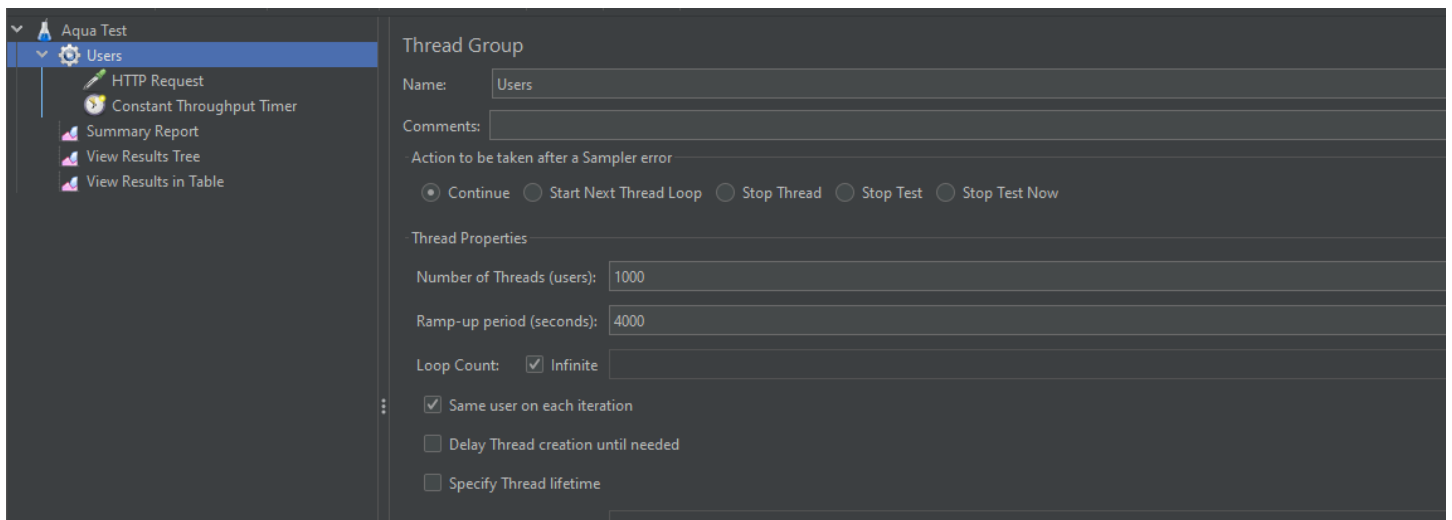 Aqua Test
Users
HTTP Request
Constant Throughput Timer
Summary Report
View Results Tree
View Results in Table
Thread Group
Name: Users
Comments:
Action to be taken after a Sampler error
Continue Start Next Thread Loop Stop Thread Stop Test Stop Test Now
Thread Properties
Number of Threads (users): 1000
Ramp-up period (seconds): 4000
Loop Count: Infinite
Same user on each iteration
Delay Thread creation until needed
Specify Thread lifetime